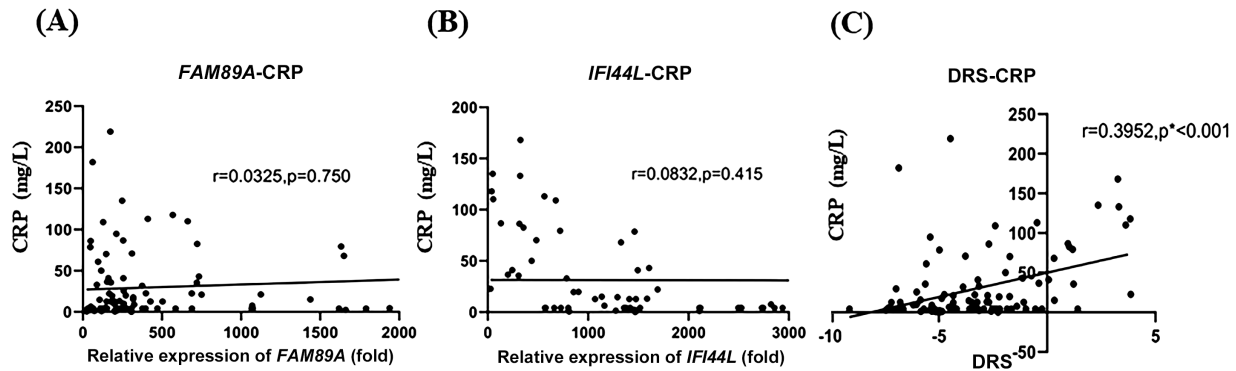 (A)
FAM89A-CRP
CRP (mg/L)
250
200
150
100
50
0
r=0.0325,p=0.750
0
500
1000
1500
2000
Relative expression of FAM89A (fold)
(B)
IFI44L-CRP
CRP (mg/L)
200
150
100
50
0
r=0.0832,p=0.415
0
1000
2000
3000
Relative expression of IFI44L (fold)
(C)
DRS-CRP
CRP (mg/L)
250
200
150
100
50
-50
r=0.3952,p*<0.001
-10
-5
0
5
DRS